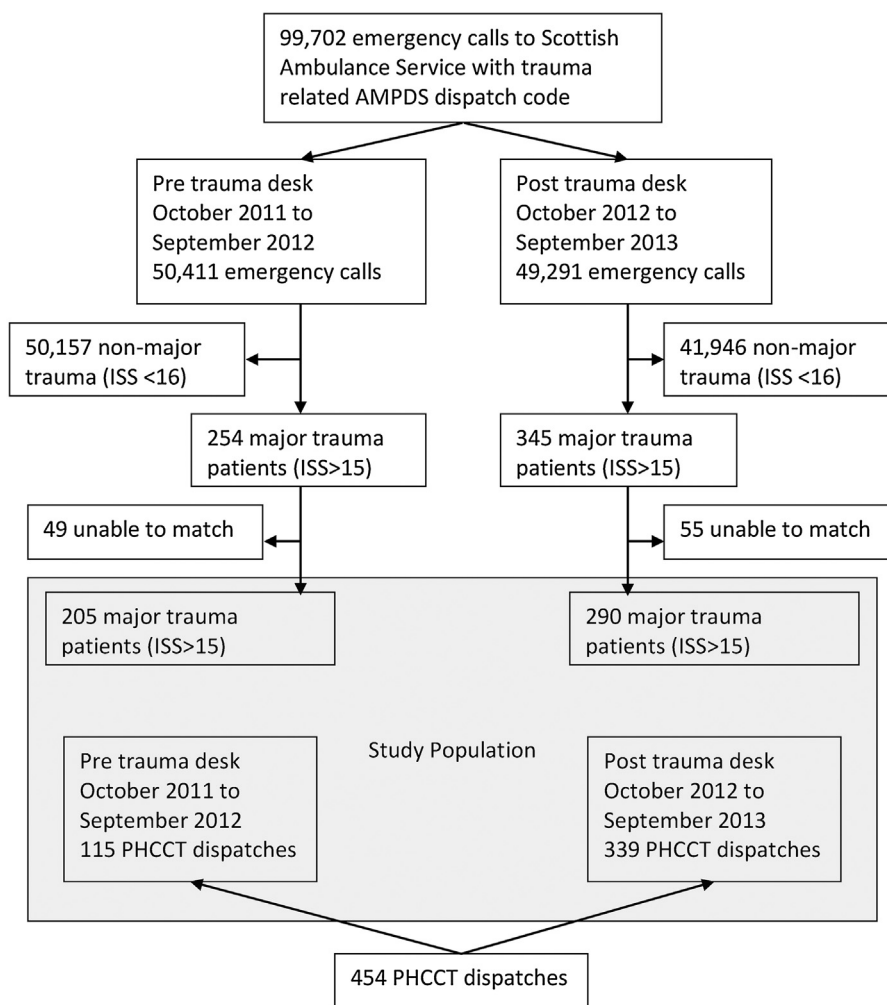 99,702 emergency calls to Scottish
Ambulance Service with trauma
related AMPDS dispatch code
Pre trauma desk
October 2011 to
September 2012
50,411 emergency calls
Post trauma desk
October 2012 to
September 2013
49,291 emergency calls
50,157 non-major
trauma (ISS <16)
41,946 non-major
trauma (ISS <16)
254 major trauma
patients (ISS>15)
345 major trauma
patients (ISS>15)
49 unable to match
55 unable to match
205 major trauma
patients (ISS>15)
290 major trauma
patients (ISS>15)
Study Population
Pre trauma desk
October 2011 to
September 2012
115 PHCCT dispatches
Post trauma desk
October 2012 to
September 2013
339 PHCCT dispatches
454 PHCCT dispatches